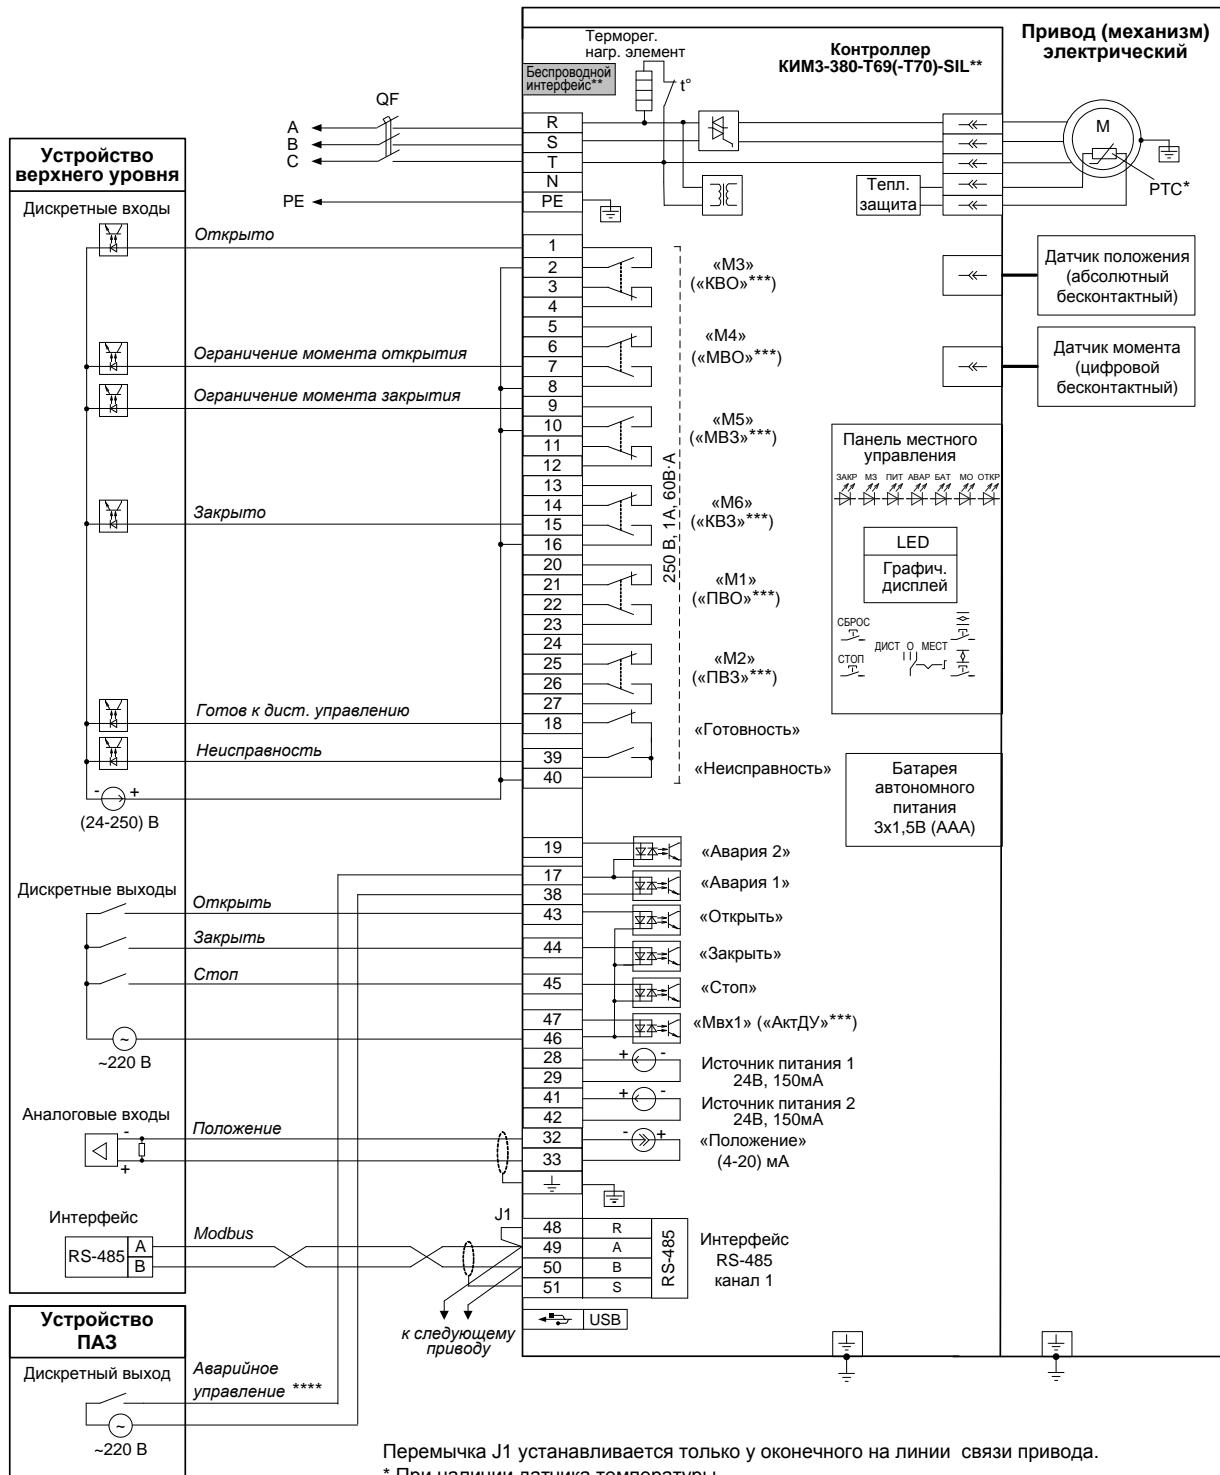 Привод (механизм)
электрический
Контроллер
КИМ3-380-Т69(-Т70)-SIL**
Терморег.
нагр. элемент
Беспроводной
интерфейс**
t°
QF
A
B
C
PE
R
S
T
N
PE
M
PTC*
Тепл.
защита
Устройство
верхнего уровня
Дискретные входы
Открыто
Ограничение момента открытия
Ограничение момента закрытия
Закрыто
Готов к дист. управлению
Неисправность
- +
(24-250) В
1
2
3
4
5
6
7
8
9
10
11
12
13
14
15
16
20
21
22
23
24
25
26
27
18
39
40
«М3»
(«КВО»***)
«М4»
(«МВО»***)
«М5»
(«МВЗ»***)
«М6»
(«КВЗ»***)
«М1»
(«ПВО»***)
«М2»
(«ПВЗ»***)
«Готовность»
«Неисправность»
250 В, 1А, 60В·А
Датчик положения
(абсолютный
бесконтактный)
Датчик момента
(цифровой
бесконтактный)
Панель местного
управления
ЗАКР МЗ ПИТ АВАР БАТ МО ОТКР
LED
Графич.
дисплей
СБРОС
СТОП
ДИСТ О МЕСТ
Батарея
автономного
питания
3х1,5В (ААА)
Дискретные выходы
Открыть
Закрыть
Стоп
~
~220 В
19
17
38
43
44
45
47
46
28
29
41
42
32
33
«Авария 2»
«Авария 1»
«Открыть»
«Закрыть»
«Стоп»
«Мвх1» («АктДУ»***)
+ -
Источник питания 1
24В, 150мА
+ -
Источник питания 2
24В, 150мА
- +
«Положение»
(4-20) мА
Аналоговые входы
-
+
Положение
Интерфейс
RS-485
A
B
Modbus
J1
48 R
49 A
50 B
51 S
RS-485
Интерфейс
RS-485
канал 1
USB
к следующему
приводу
Устройство
ПАЗ
Дискретный выход
Аварийное
управление ****
~
~220 В
Перемычка J1 устанавливается только у оконечного на линии связи привода.
* При наличии датчика температуры